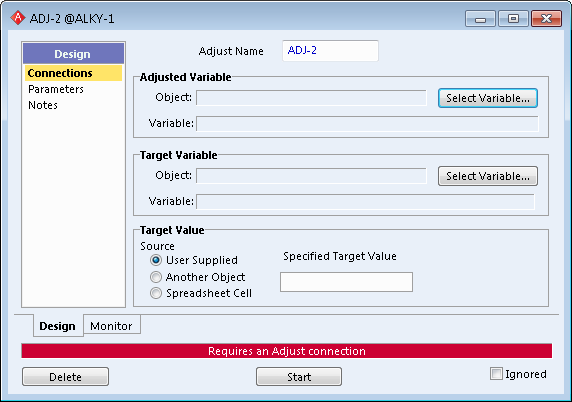 ADJ-2 @ALKY-1
Design
Connections
Parameters
Notes
Adjust Name ADJ-2
Adjusted Variable
Object: Select Variable...
Variable:
Target Variable
Object: Select Variable...
Variable:
Target Value
Source
User Supplied
Another Object
Spreadsheet Cell
Specified Target Value
Design Monitor
Requires an Adjust connection
Delete Start Ignored